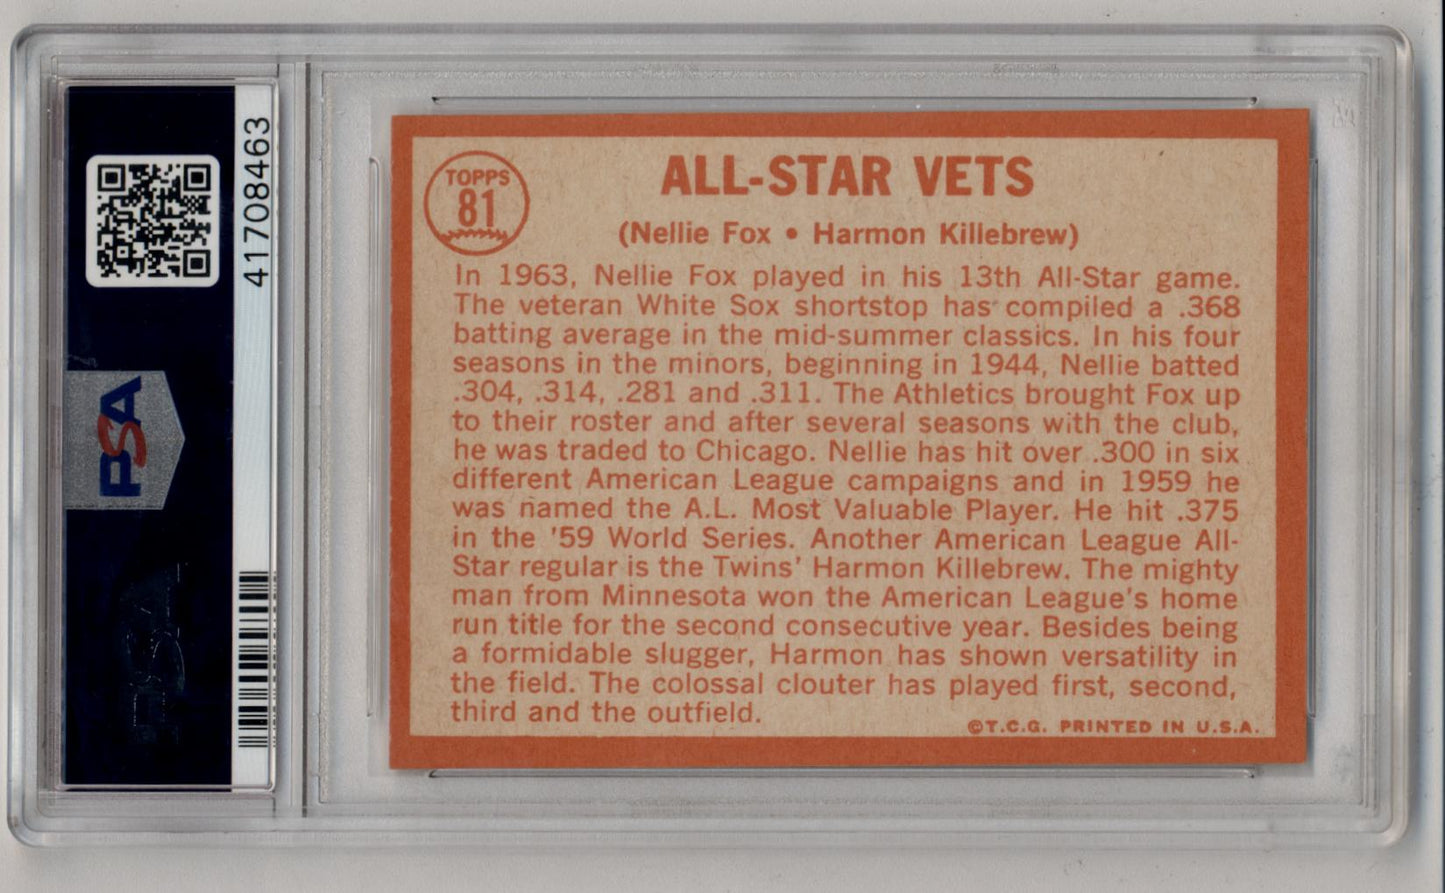 41708463
PSA
PSA
TOPPS
81
ALL-STAR VETS
(Nellie Fox • Harmon Killebrew)
In 1963, Nellie Fox played in his 13th All-Star game.
The veteran White Sox shortstop has compiled a .368
batting average in the mid-summer classics. In his four
seasons in the minors, beginning in 1944, Nellie batted
.304, .314, .281 and .311. The Athletics brought Fox up
to their roster and after several seasons with the club,
he was traded to Chicago. Nellie has hit over .300 in six
different American League campaigns and in 1959 he
was named the A.L. Most Valuable Player. He hit .375
in the '59 World Series. Another American League All-
Star regular is the Twins' Harmon Killebrew. The mighty
man from Minnesota won the American League's home
run title for the second consecutive year. Besides being
a formidable slugger, Harmon has shown versatility in
the field. The colossal clouter has played first, second,
third and the outfield.
©T.C.G. PRINTED IN U.S.A.